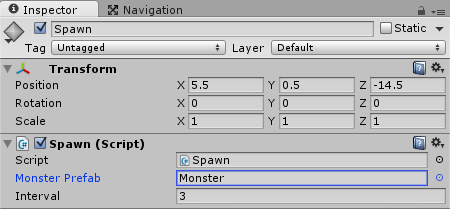 Inspector Navigation
Spawn Static
Tag Untagged Layer Default
Transform
Position X 5.5 Y 0.5 Z -14.5
Rotation X 0 Y 0 Z 0
Scale X 1 Y 1 Z 1
Spawn (Script)
Script Spawn
Monster Prefab Monster
Interval 3